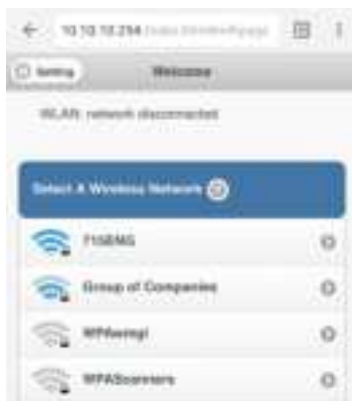 10.10.10.254
Setting
Welcome
WLAN: network disconnected
Select A Wireless Network
Group of Companies
WPAScanners